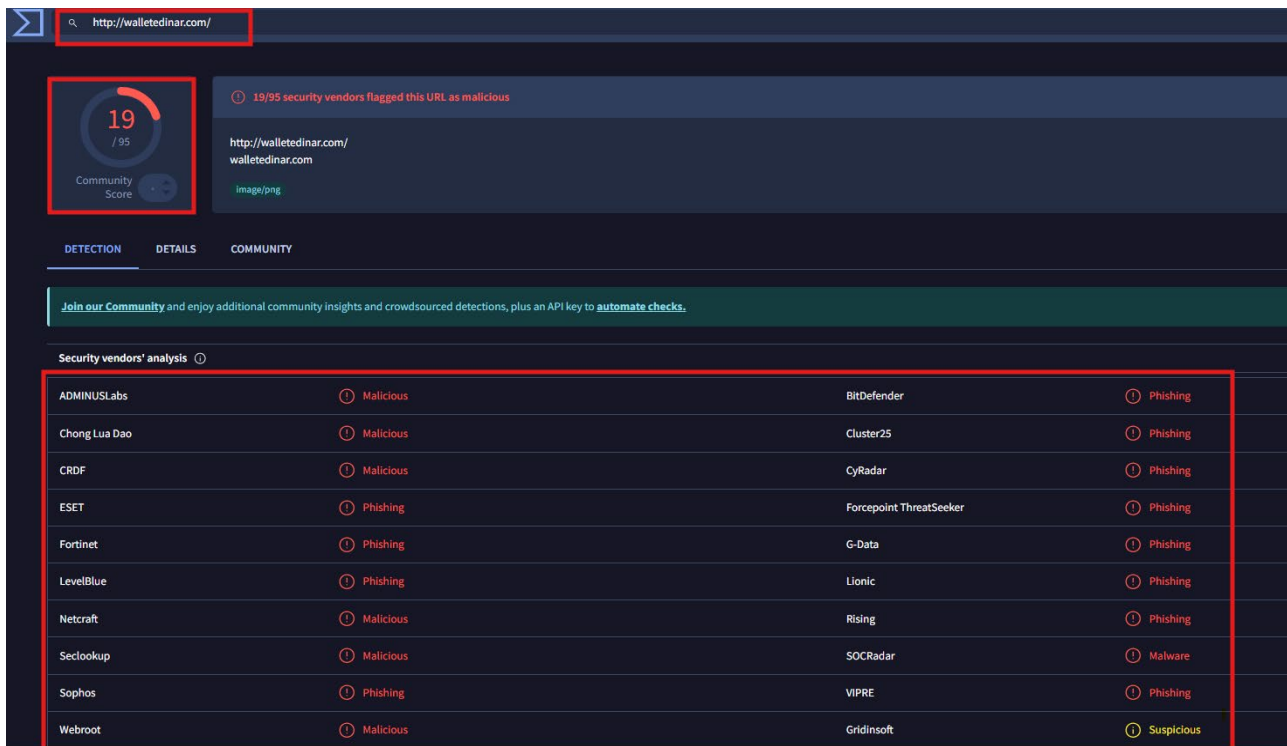 http://walletedinar.com/
19
/ 95
Community
Score
19/95 security vendors flagged this URL as malicious
http://walletedinar.com/
walletedinar.com
image/png
DETECTION DETAILS COMMUNITY
Join our Community and enjoy additional community insights and crowdsourced detections, plus an API key to automate checks.
Security vendors' analysis
ADMINUSLabs Malicious BitDefender Phishing
Chong Lua Dao Malicious Cluster25 Phishing
CRDF Malicious CyRadar Phishing
ESET Phishing Forcepoint ThreatSeeker Phishing
Fortinet Phishing G-Data Phishing
LevelBlue Phishing Lionic Phishing
Netcraft Malicious Rising Phishing
Seclookup Malicious SOCRadar Malware
Sophos Phishing VIPRE Phishing
Webroot Malicious Gridinsoft Suspicious